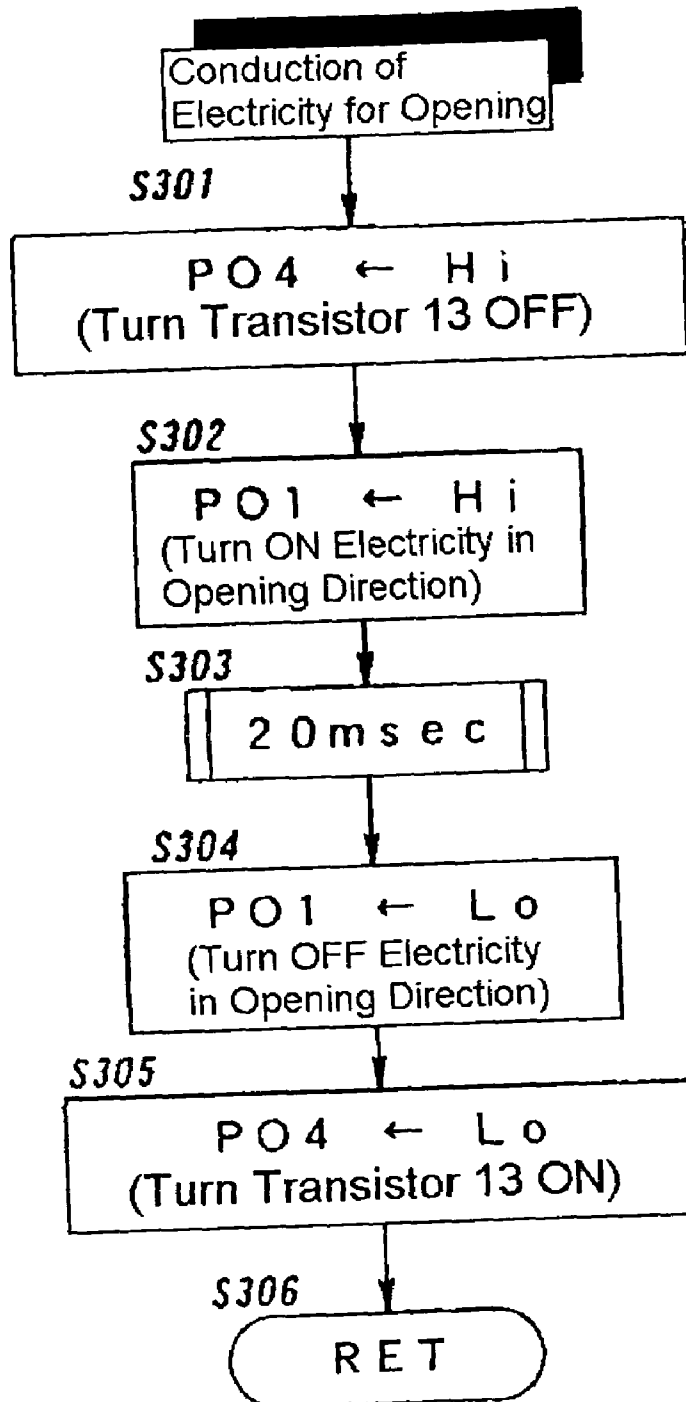 Conduction of
Electricity for Opening
S301
PO4 ← Hi
(Turn Transistor 13 OFF)
S302
PO1 ← Hi
(Turn ON Electricity in
Opening Direction)
S303
20msec
S304
PO1 ← Lo
(Turn OFF Electricity
in Opening Direction)
S305
PO4 ← Lo
(Turn Transistor 13 ON)
S306
RET